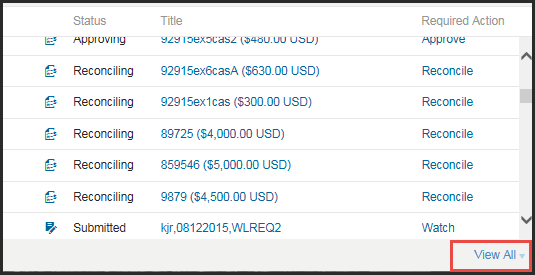 Status Title Required Action
Approving 92915ex5cas2 ($480.00 USD) Approve
Reconciling 92915ex6casA ($630.00 USD) Reconcile
Reconciling 92915ex1cas ($300.00 USD) Reconcile
Reconciling 89725 ($4,000.00 USD) Reconcile
Reconciling 859546 ($5,000.00 USD) Reconcile
Reconciling 9879 ($4,500.00 USD) Reconcile
Submitted kjr,08122015,WLREQ2 Watch
View All